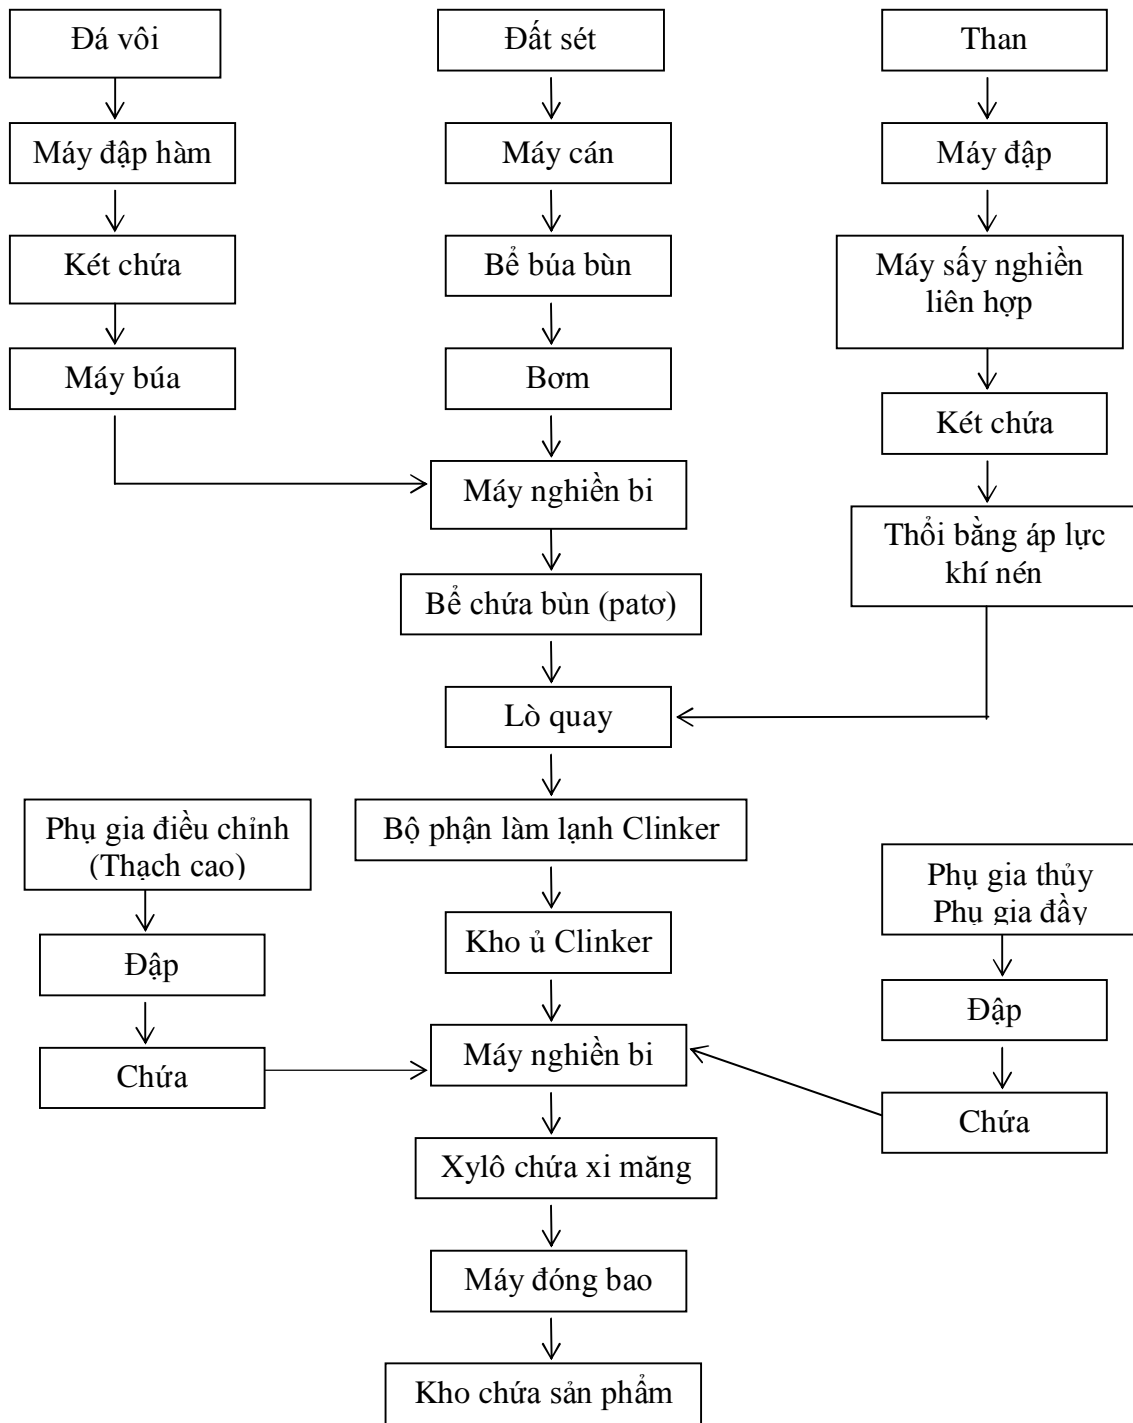 Đá vôi
Máy đập hàm
Két chứa
Máy búa
Đất sét
Máy cán
Bể búa bùn
Bơm
Than
Máy đập
Máy sấy nghiền
liên hợp
Két chứa
Thổi bằng áp lực
khí nén
Máy nghiền bi
Bể chứa bùn (patơ)
Lò quay
Bộ phận làm lạnh Clinker
Kho ủ Clinker
Phụ gia điều chỉnh
(Thạch cao)
Đập
Chứa
Phụ gia thủy
Phụ gia đầy
Đập
Chứa
Máy nghiền bi
Xylô chứa xi măng
Máy đóng bao
Kho chứa sản phẩm